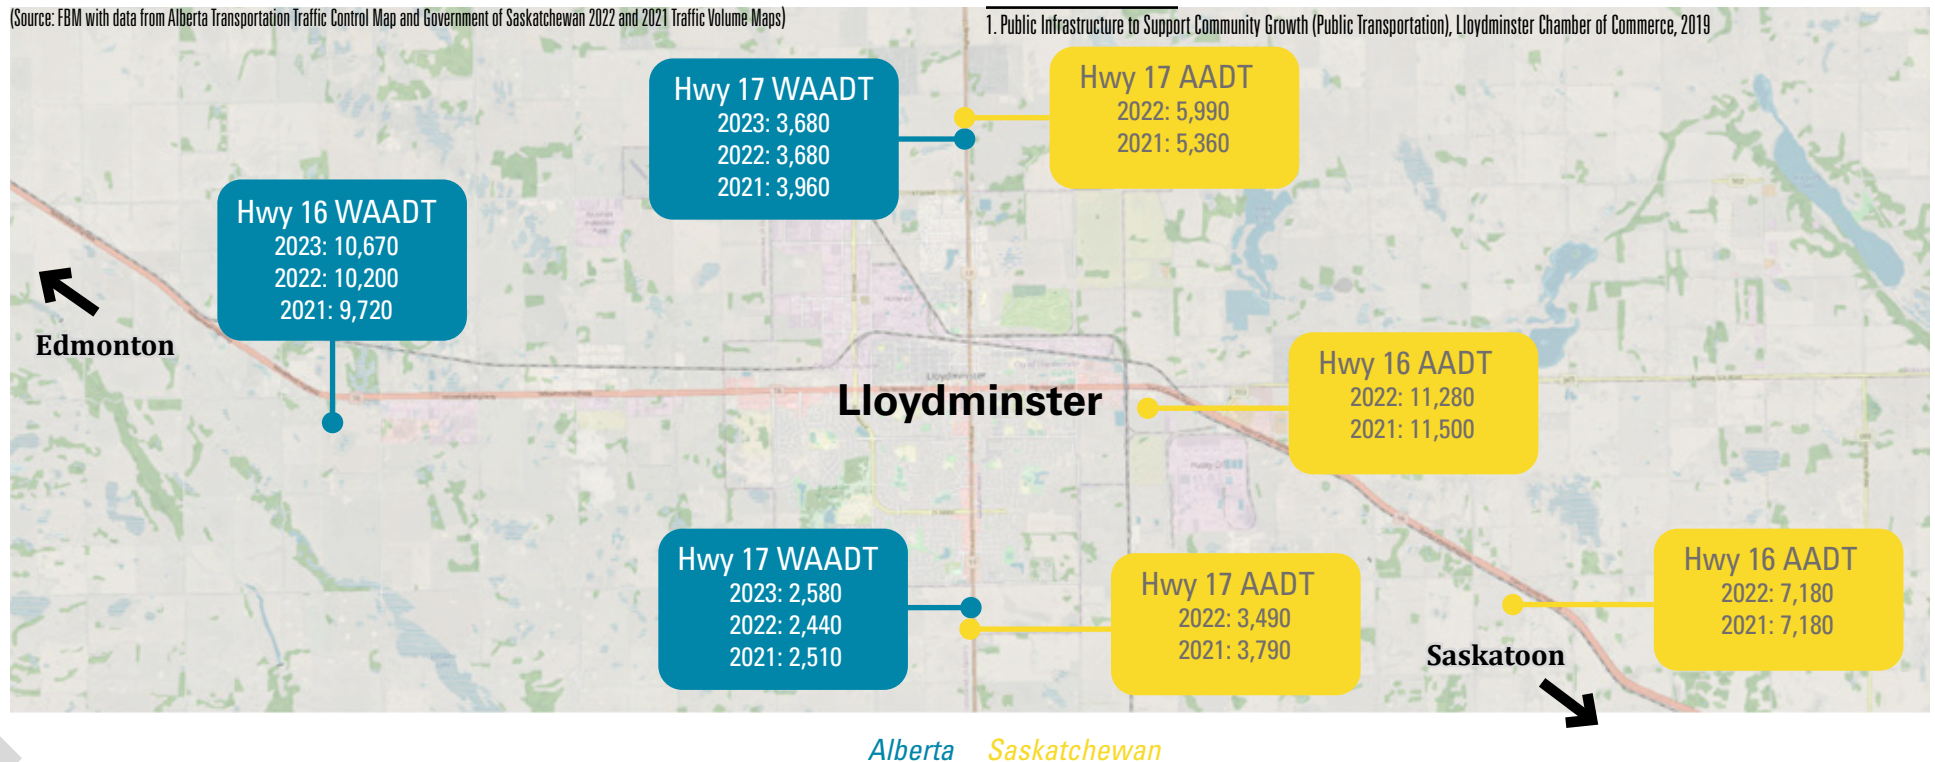 (Source: FBM with data from Alberta Transportation Traffic Control Map and Government of Saskatchewan 2022 and 2021 Traffic Volume Maps)
1. Public Infrastructure to Support Community Growth (Public Transportation), Lloydminster Chamber of Commerce, 2019
Hwy 17 WAADT
2023: 3,680
2022: 3,680
2021: 3,960
Hwy 17 AADT
2022: 5,990
2021: 5,360
Hwy 16 WAADT
2023: 10,670
2022: 10,200
2021: 9,720
Edmonton
Lloydminster
Lloydminster
16
Hwy 16 AADT
2022: 11,280
2021: 11,500
Hwy 17 WAADT
2023: 2,580
2022: 2,440
2021: 2,510
Hwy 17 AADT
2022: 3,490
2021: 3,790
Hwy 16 AADT
2022: 7,180
2021: 7,180
Saskatoon
Alberta Saskatchewan